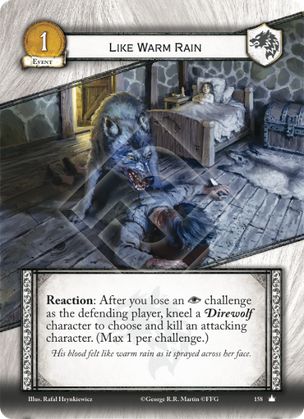 1
EVENT
LIKE WARM RAIN
Reaction: After you lose an challenge
as the defending player, kneel a Direwolf
character to choose and kill an attacking
character. (Max 1 per challenge.)
His blood felt like warm rain as it sprayed across her face.
Illus. Rafał Hrynkiewicz
©George R.R. Martin ©FFG
158